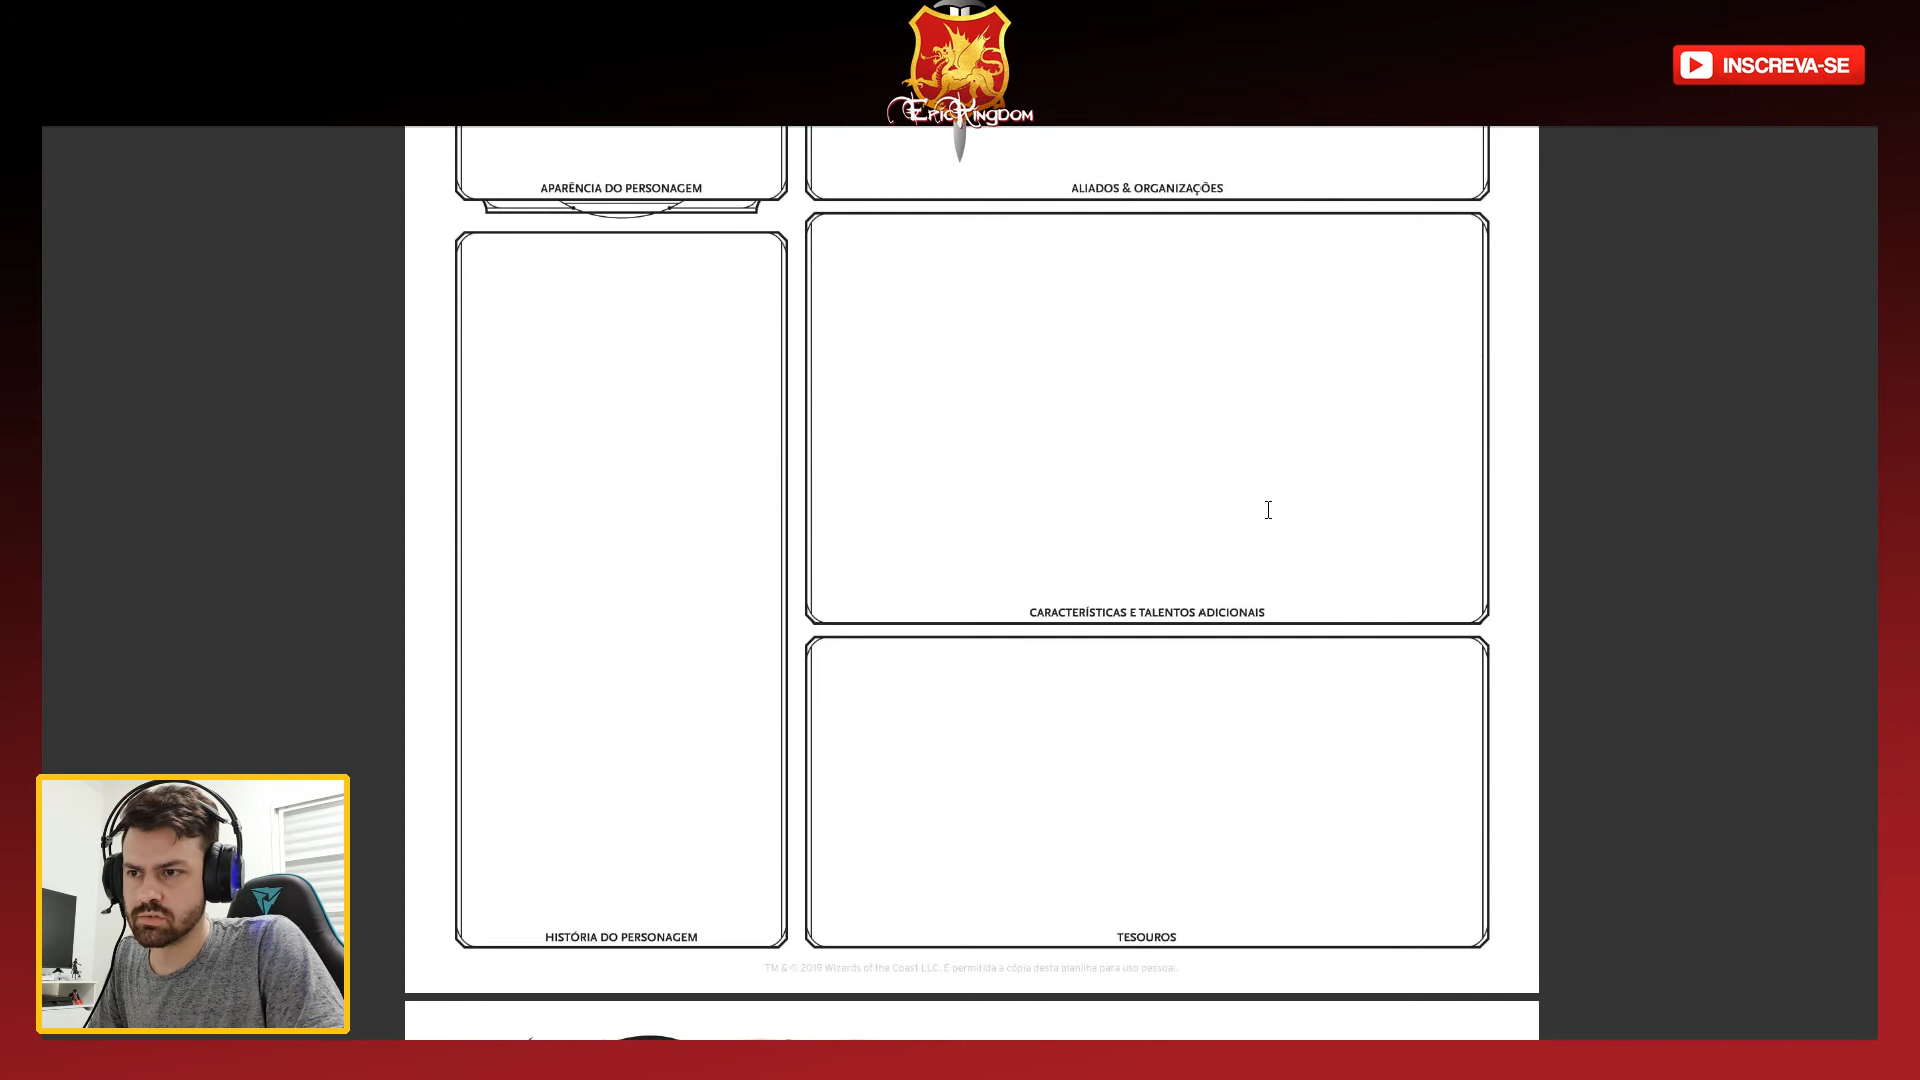 EpicKingdom
INSCREVA-SE
APARÊNCIA DO PERSONAGEM
ALIADOS & ORGANIZAÇÕES
CARACTERÍSTICAS E TALENTOS ADICIONAIS
HISTÓRIA DO PERSONAGEM
TESOUROS
TM & © 2019 Wizards of the Coast LLC. É permitida a cópia desta planilha para uso pessoal.